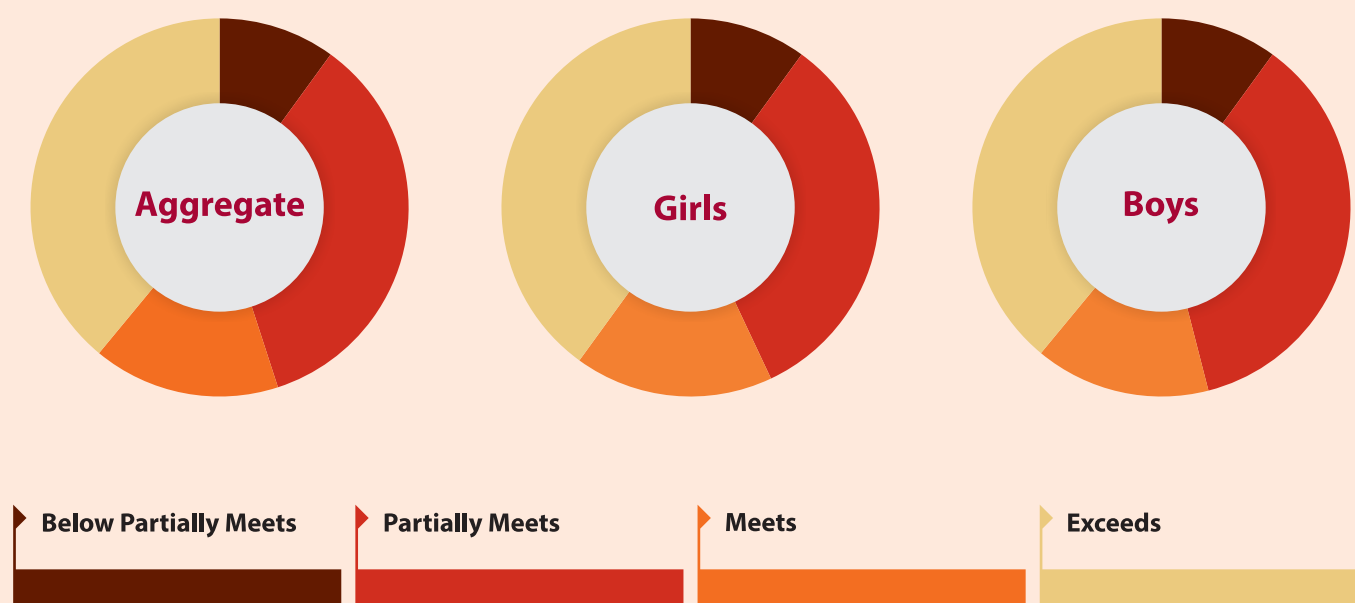 Aggregate
Girls
Boys
Below Partially Meets
Partially Meets
Meets
Exceeds